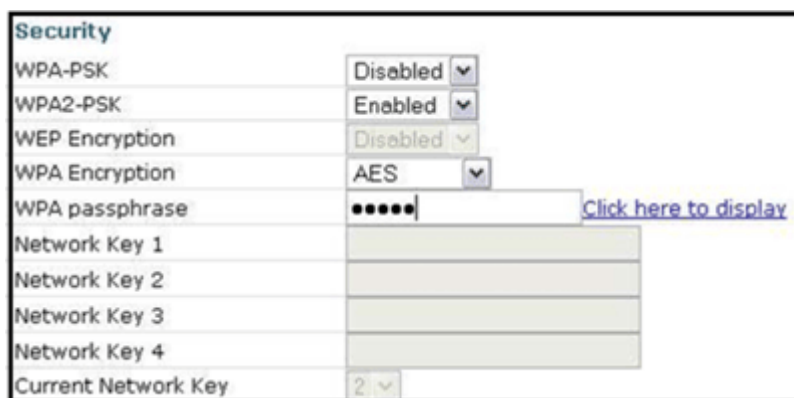 Security
WPA-PSK Disabled
WPA2-PSK Enabled
WEP Encryption Disabled
WPA Encryption AES
WPA passphrase ●●●●● Click here to display
Network Key 1
Network Key 2
Network Key 3
Network Key 4
Current Network Key 2